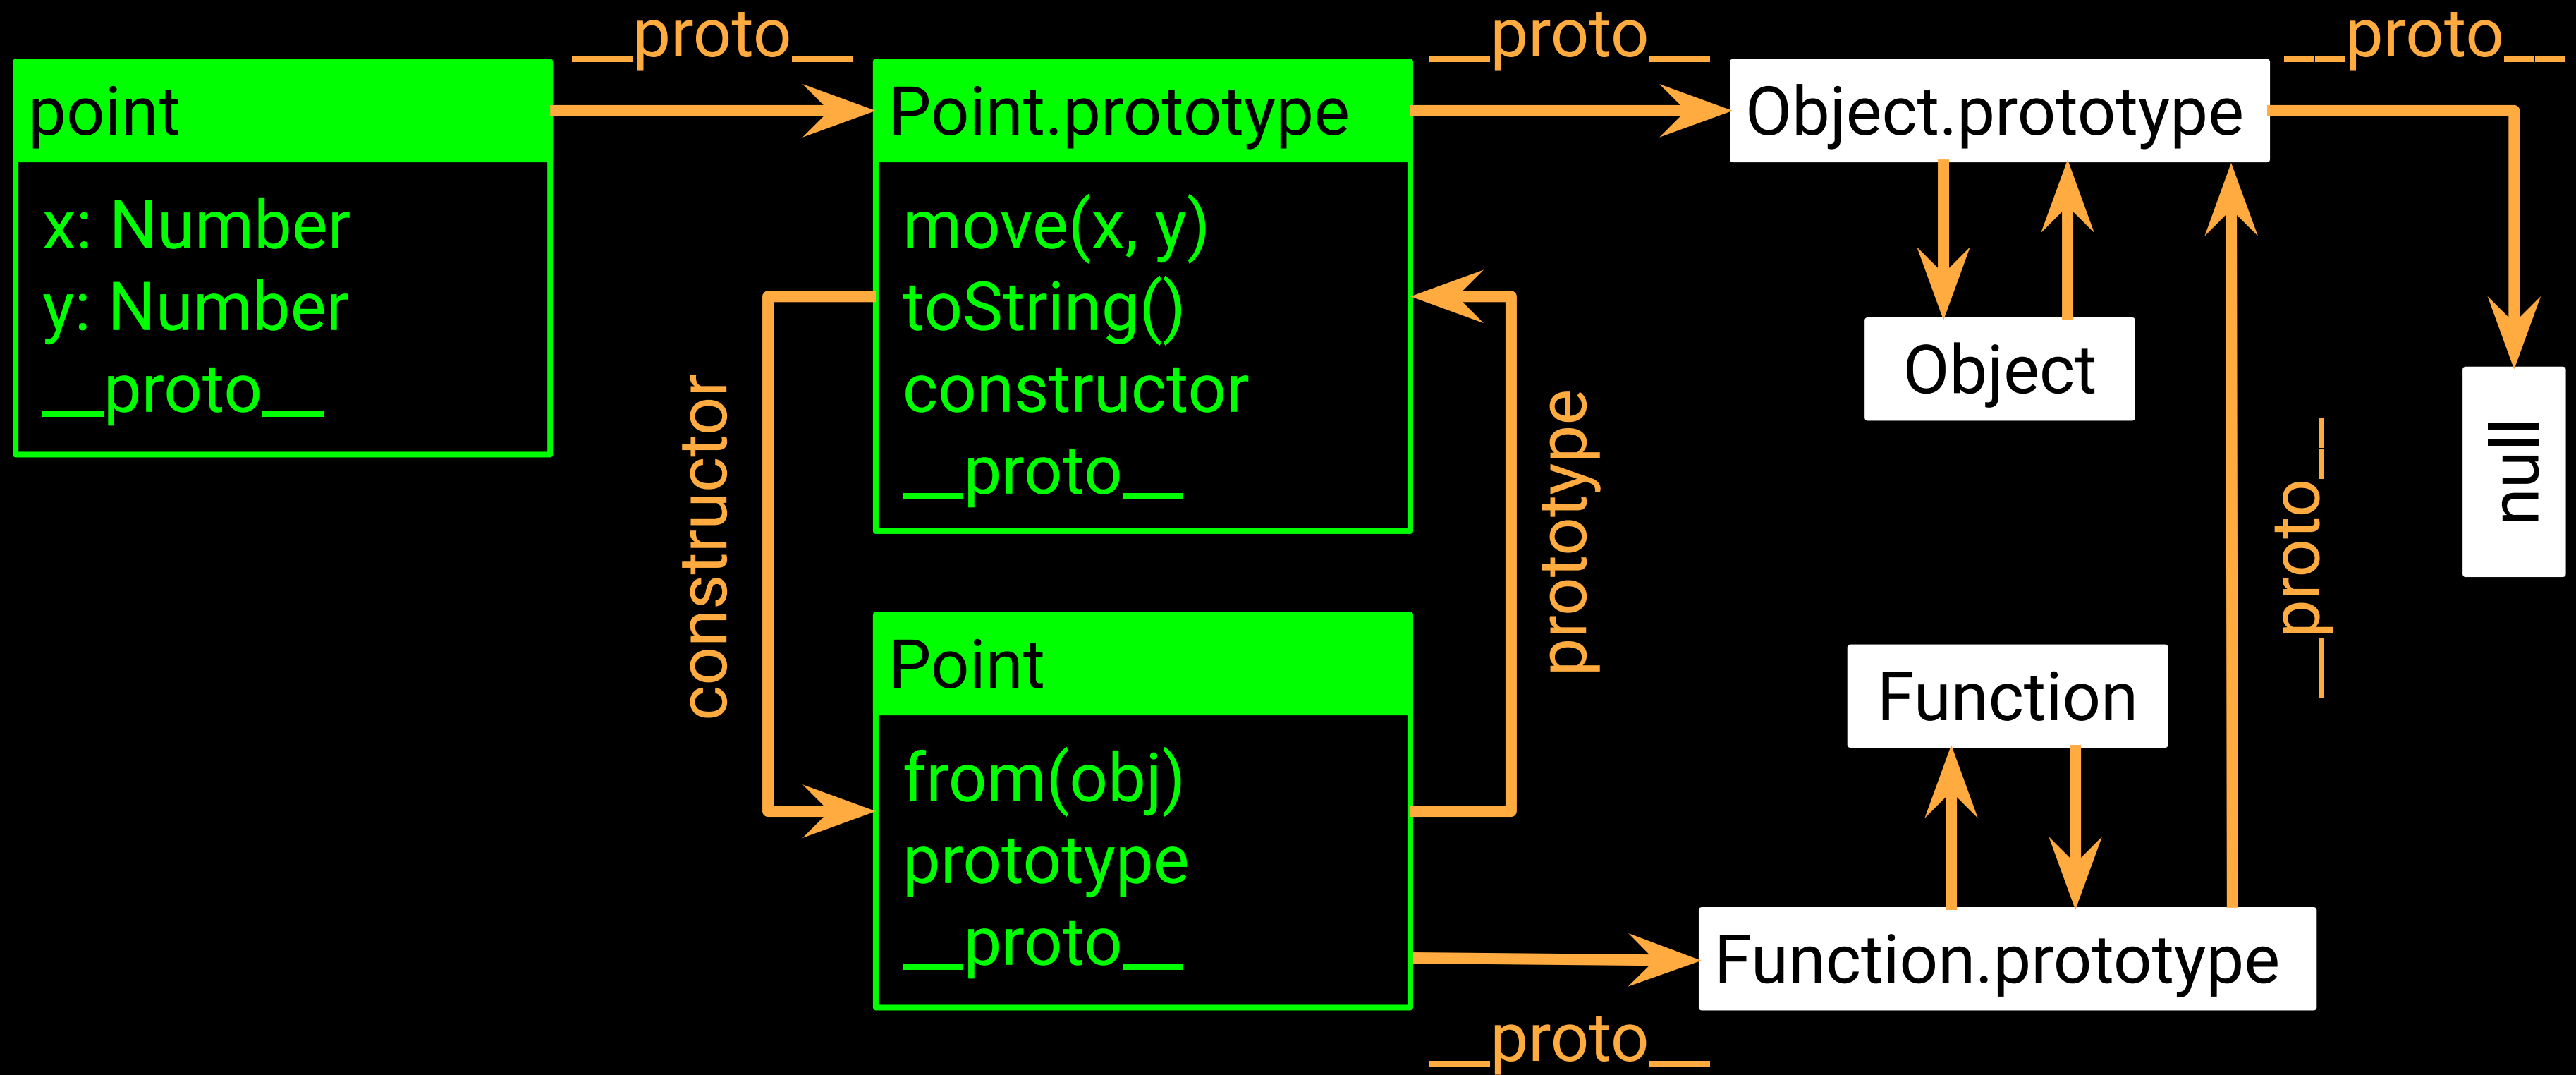 __proto__
__proto__
__proto__
point
Point.prototype
Object.prototype
x: Number
y: Number
__proto__
move(x, y)
toString()
constructor
__proto__
constructor
prototype
Object
__proto__
null
Point
from(obj)
prototype
__proto__
Function
Function.prototype
__proto__